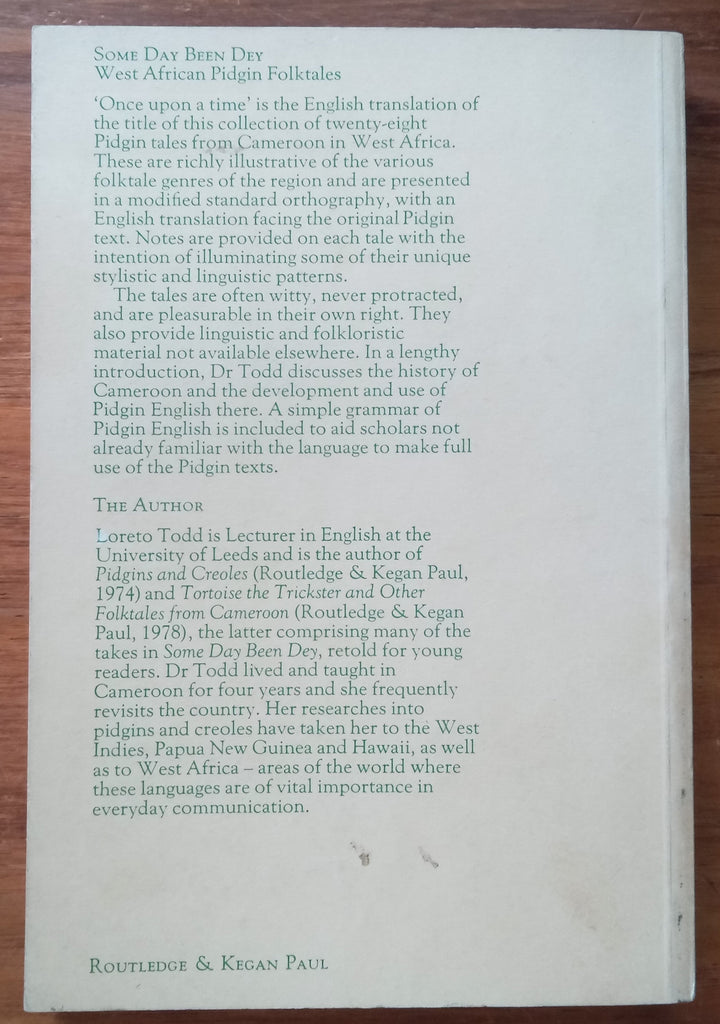 Some Day Been Dey
West African Pidgin Folktales
‘Once upon a time’ is the English translation of
the title of this collection of twenty-eight
Pidgin tales from Cameroon in West Africa.
These are richly illustrative of the various
folktale genres of the region and are presented
in a modified standard orthography, with an
English translation facing the original Pidgin
text. Notes are provided on each tale with the
intention of illuminating some of their unique
stylistic and linguistic patterns.
The tales are often witty, never protracted,
and are pleasurable in their own right. They
also provide linguistic and folkloristic
material not available elsewhere. In a lengthy
introduction, Dr Todd discusses the history of
Cameroon and the development and use of
Pidgin English there. A simple grammar of
Pidgin English is included to aid scholars not
already familiar with the language to make full
use of the Pidgin texts.
The Author
Loreto Todd is Lecturer in English at the
University of Leeds and is the author of
Pidgins and Creoles (Routledge & Kegan Paul,
1974) and Tortoise the Trickster and Other
Folktales from Cameroon (Routledge & Kegan
Paul, 1978), the latter comprising many of the
takes in Some Day Been Dey, retold for young
readers. Dr Todd lived and taught in
Cameroon for four years and she frequently
revisits the country. Her researches into
pidgins and creoles have taken her to the West
Indies, Papua New Guinea and Hawaii, as well
as to West Africa – areas of the world where
these languages are of vital importance in
everyday communication.
Routledge & Kegan Paul